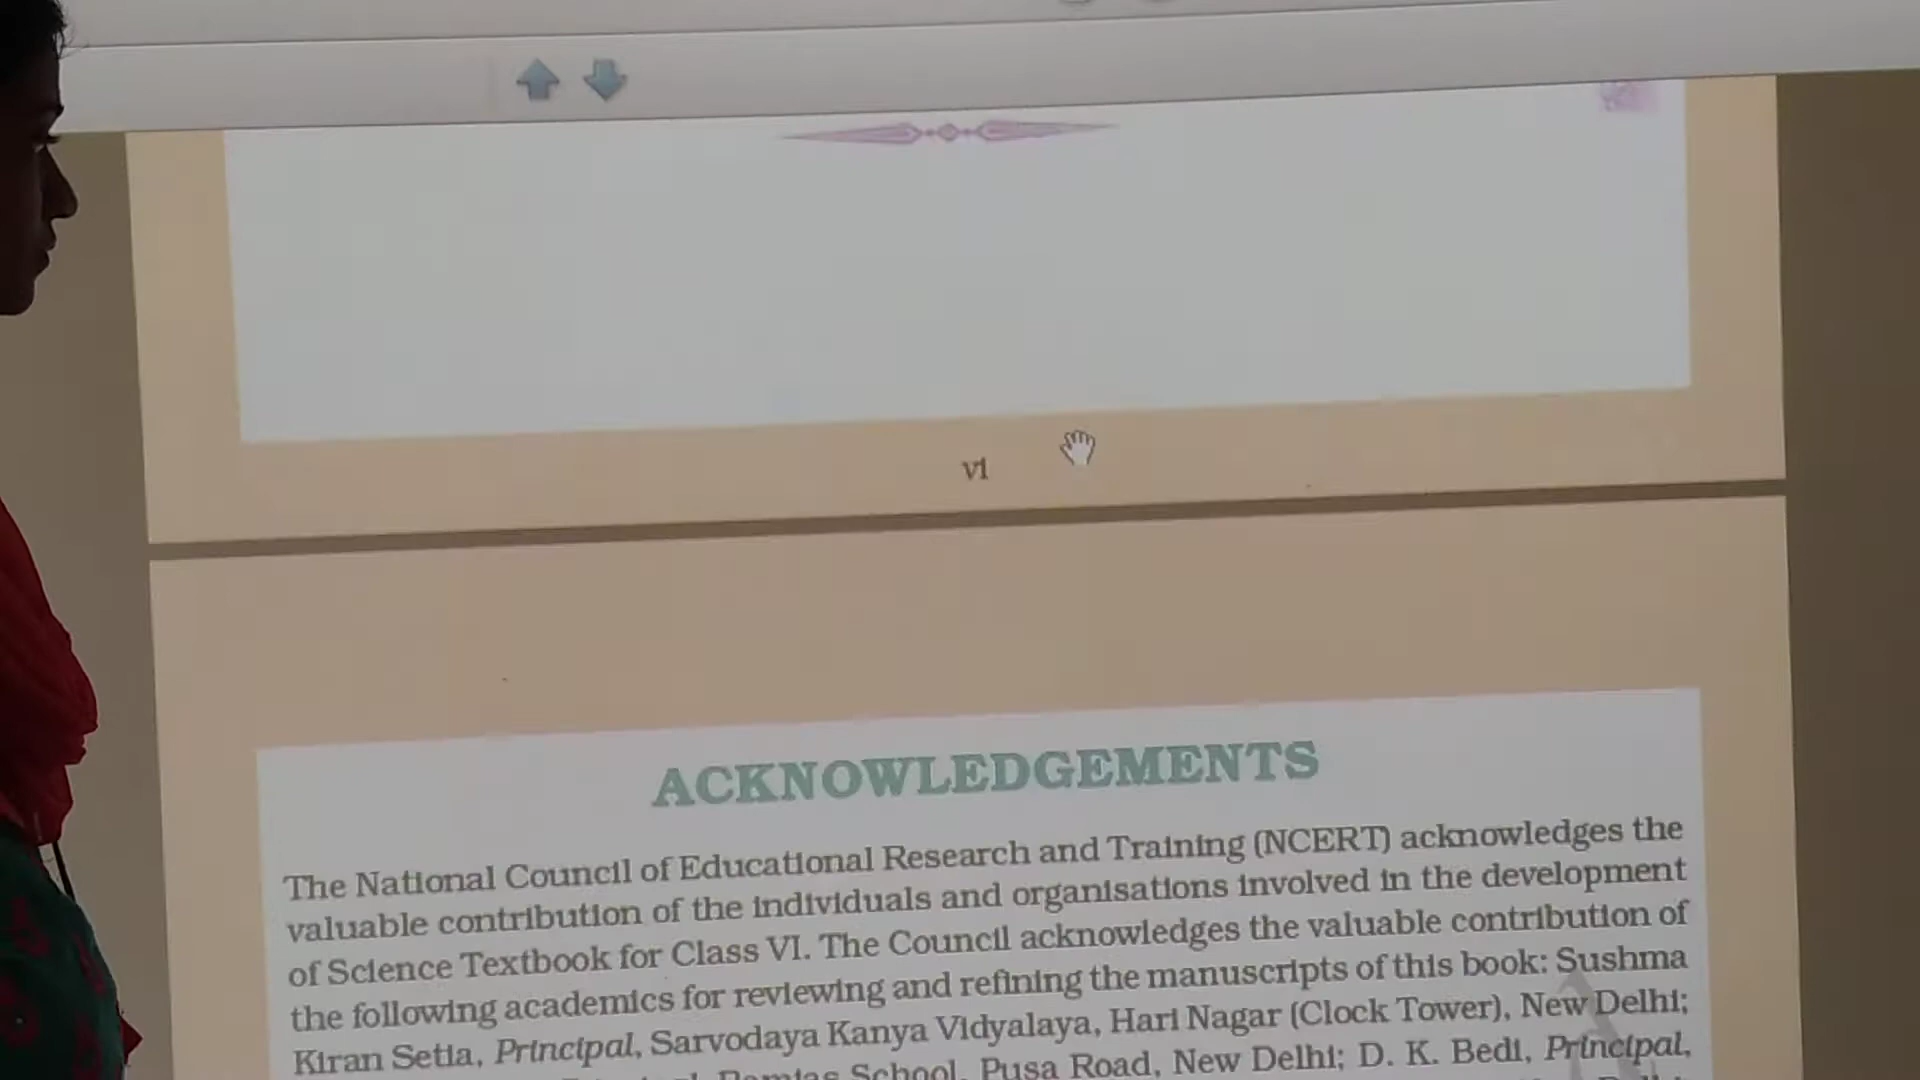 vi
ACKNOWLEDGEMENTS
The National Council of Educational Research and Training (NCERT) acknowledges the
valuable contribution of the individuals and organisations involved in the development
of Science Textbook for Class VI. The Council acknowledges the valuable contribution of
the following academics for reviewing and refining the manuscripts of this book: Sushma
Kiran Setia, Principal, Sarvodaya Kanya Vidyalaya, Hari Nagar (Clock Tower), New Delhi;
School, Pusa Road, New Delhi; D. K. Bedi, Principal,